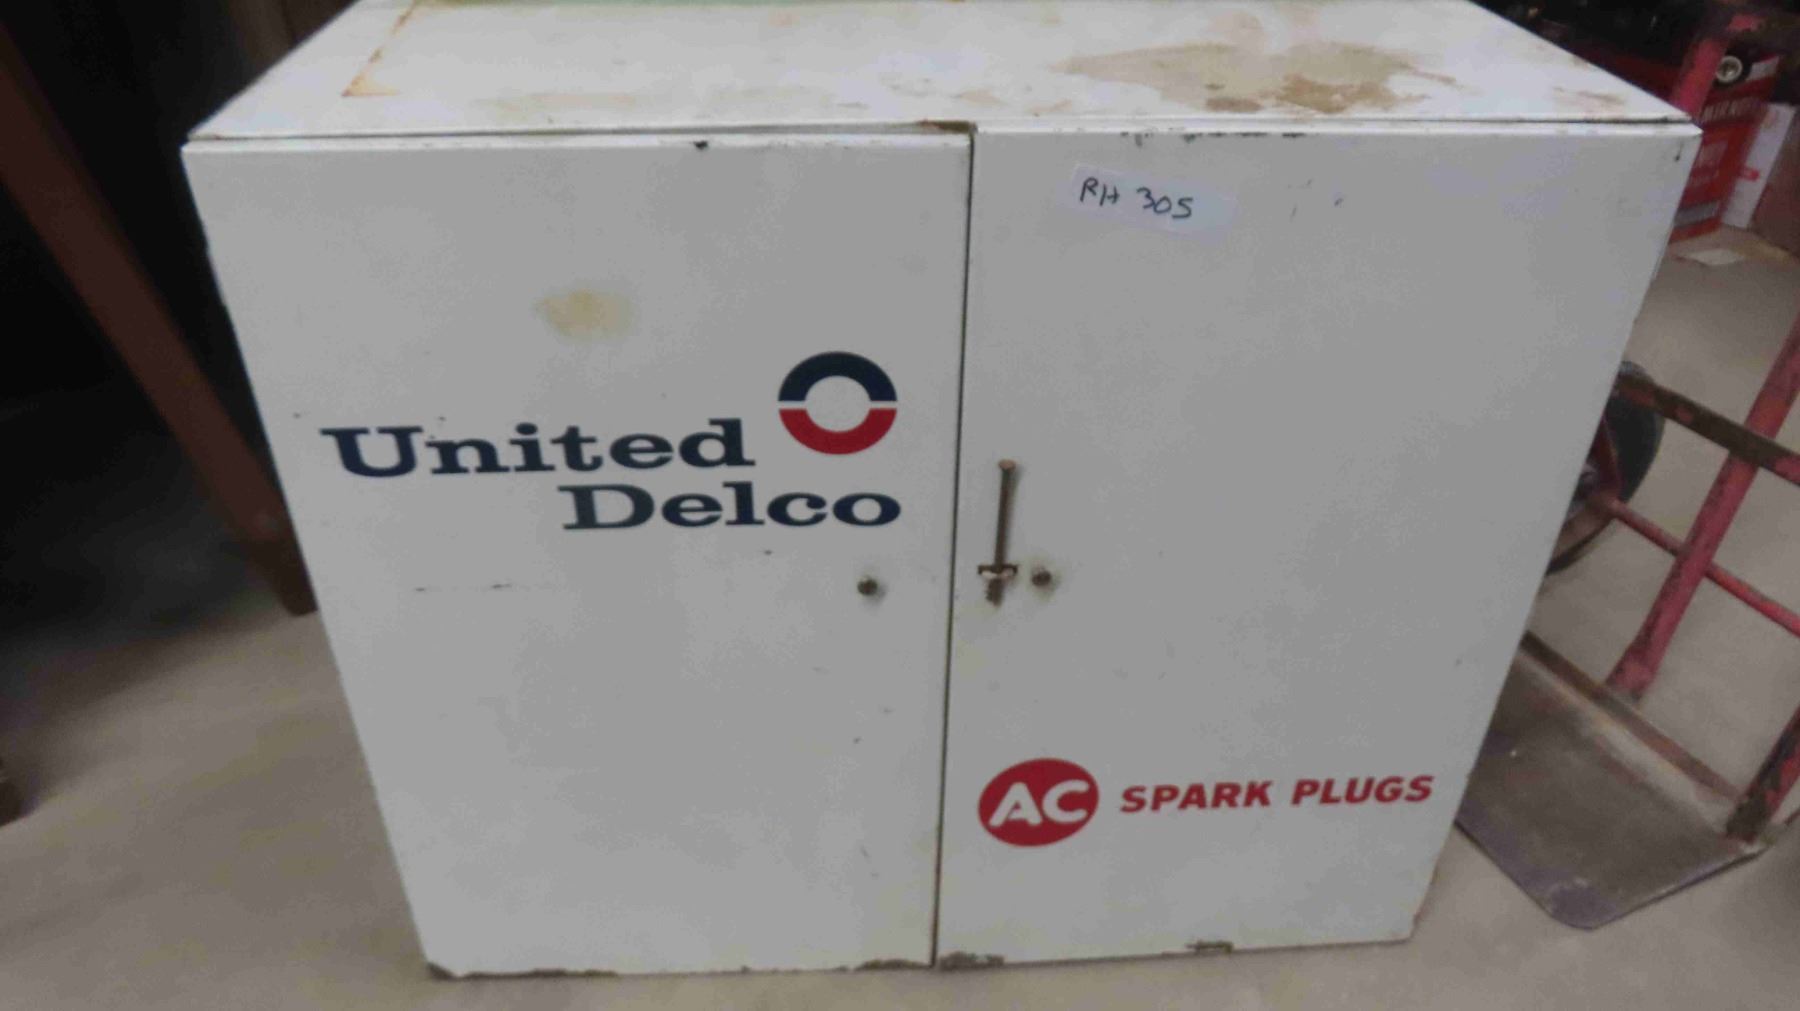 RH 305
United
Delco
AC SPARK PLUGS